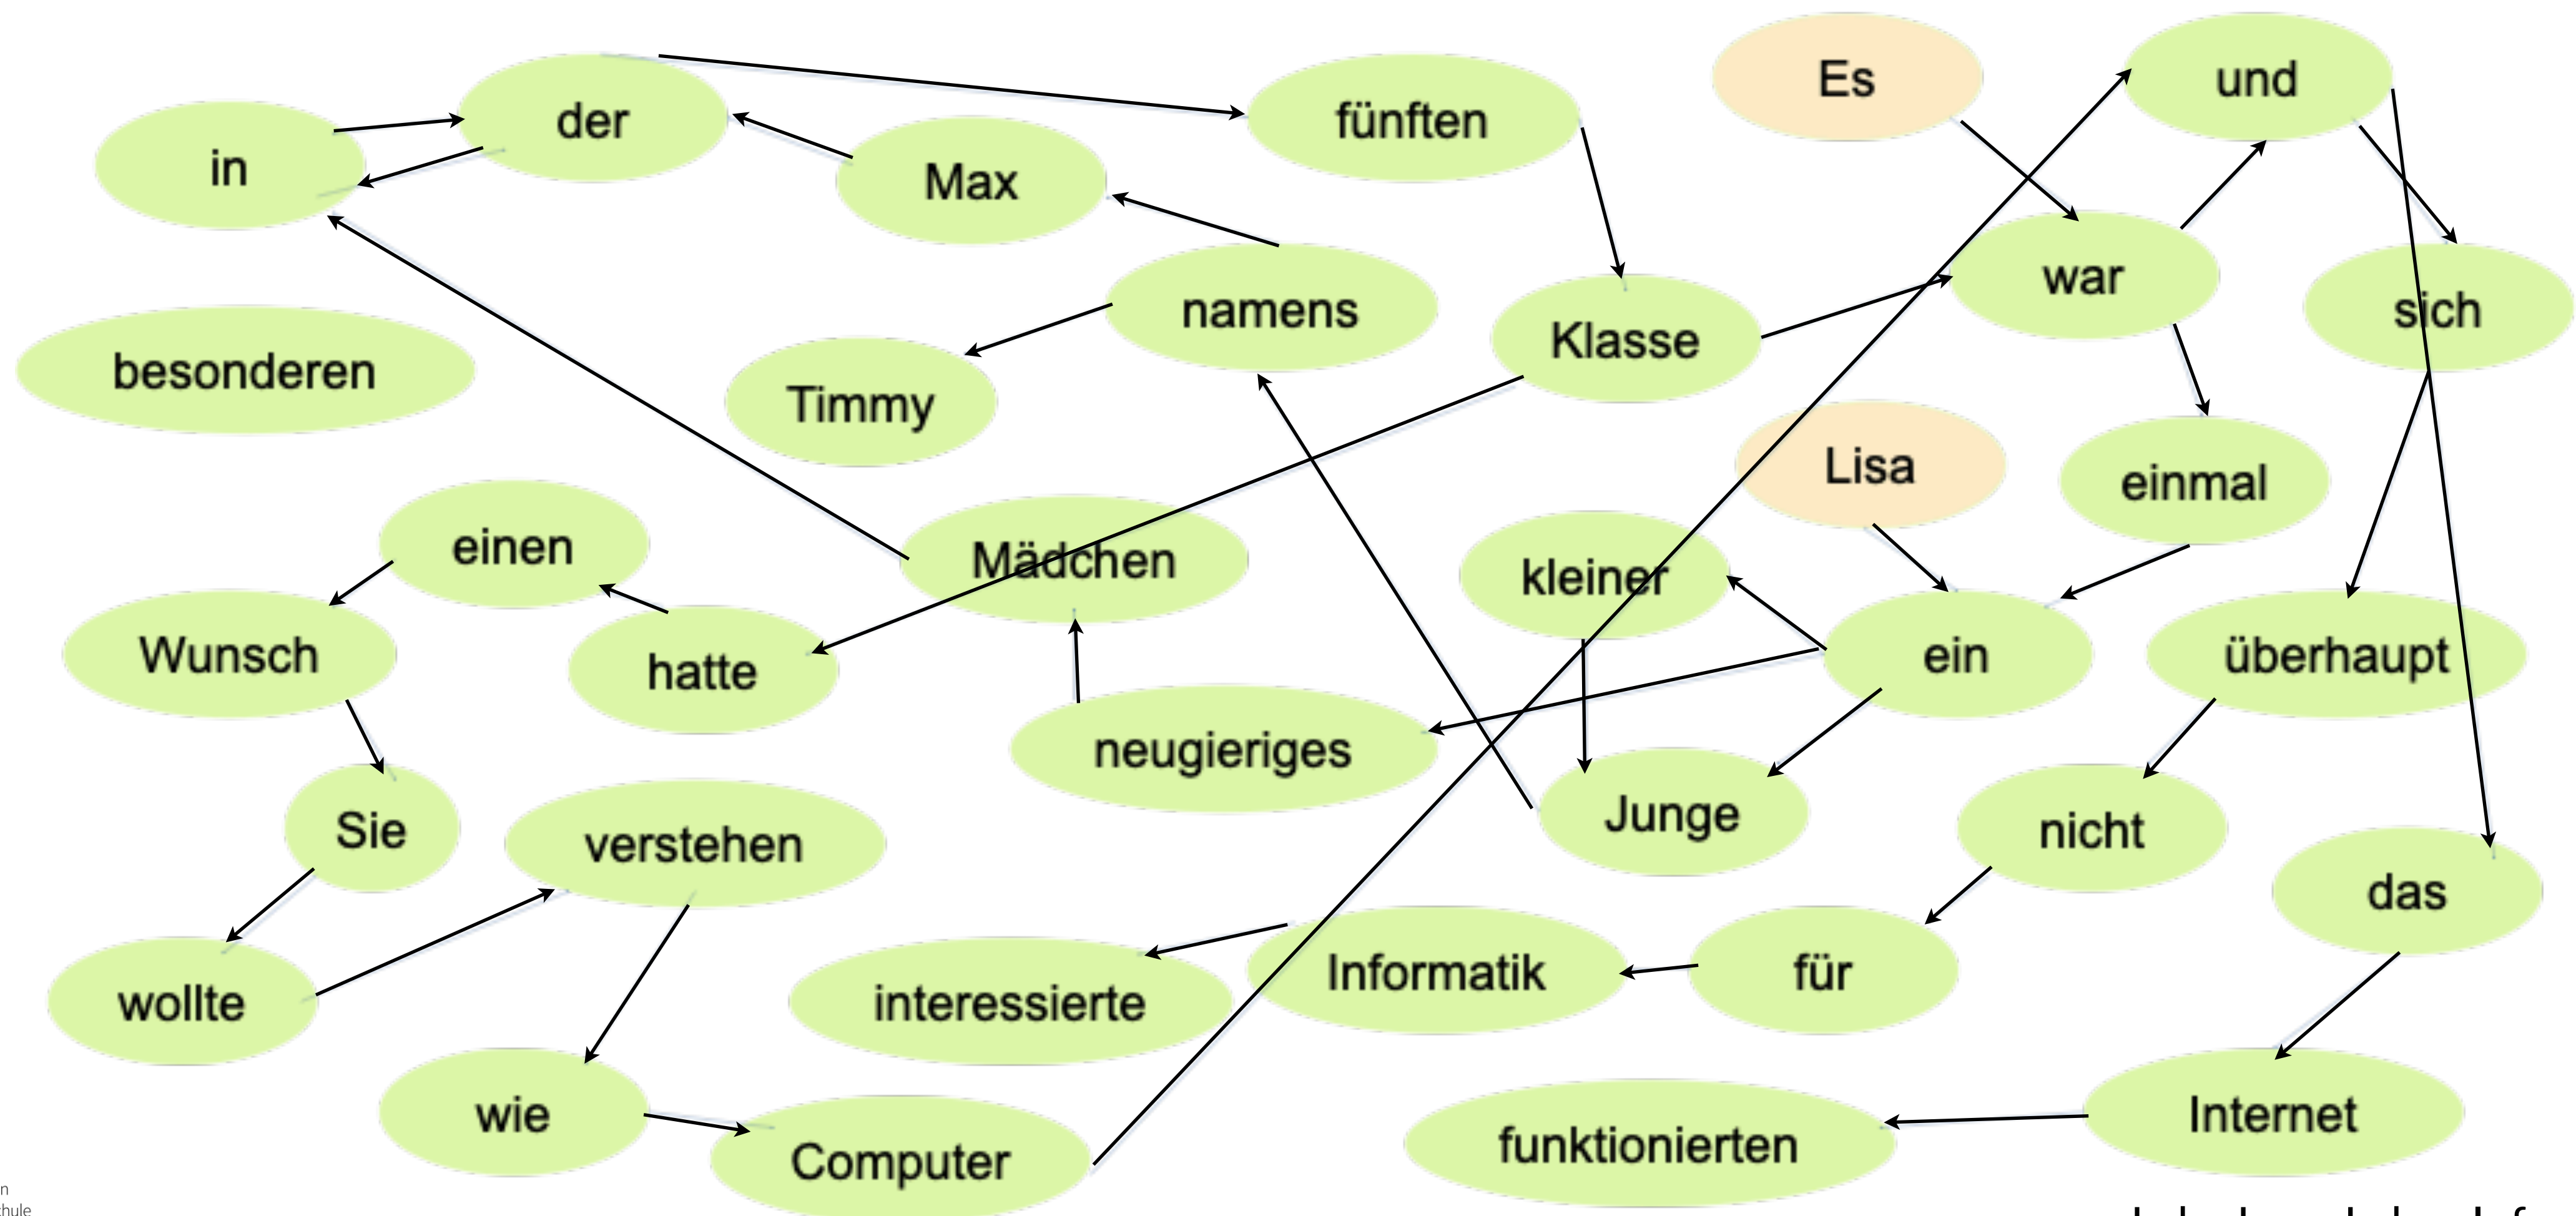 Es
und
der
fünften
in
Max
war
namens
sich
Klasse
besonderen
Timmy
Lisa
einmal
einen
Mädchen
kleiner
Wunsch
hatte
ein
überhaupt
neugieriges
Junge
Sie
verstehen
nicht
das
wollte
interessierte
Informatik
für
wie
Computer
funktionierten
Internet
n
hule